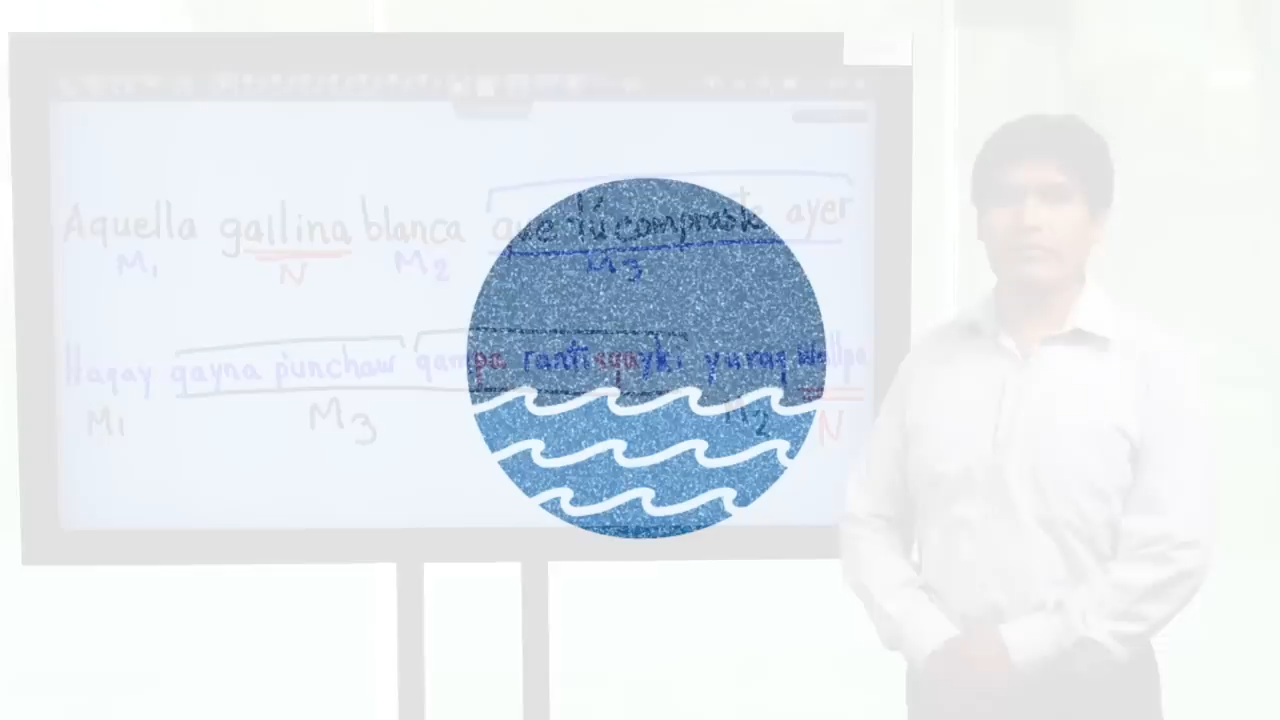 Aquella gallina blanca que tú compraste ayer
M1 N M2 M3
Haqay qayna punchaw qampa rantisqayki yuraq wallpa
M1 M3 M2 N